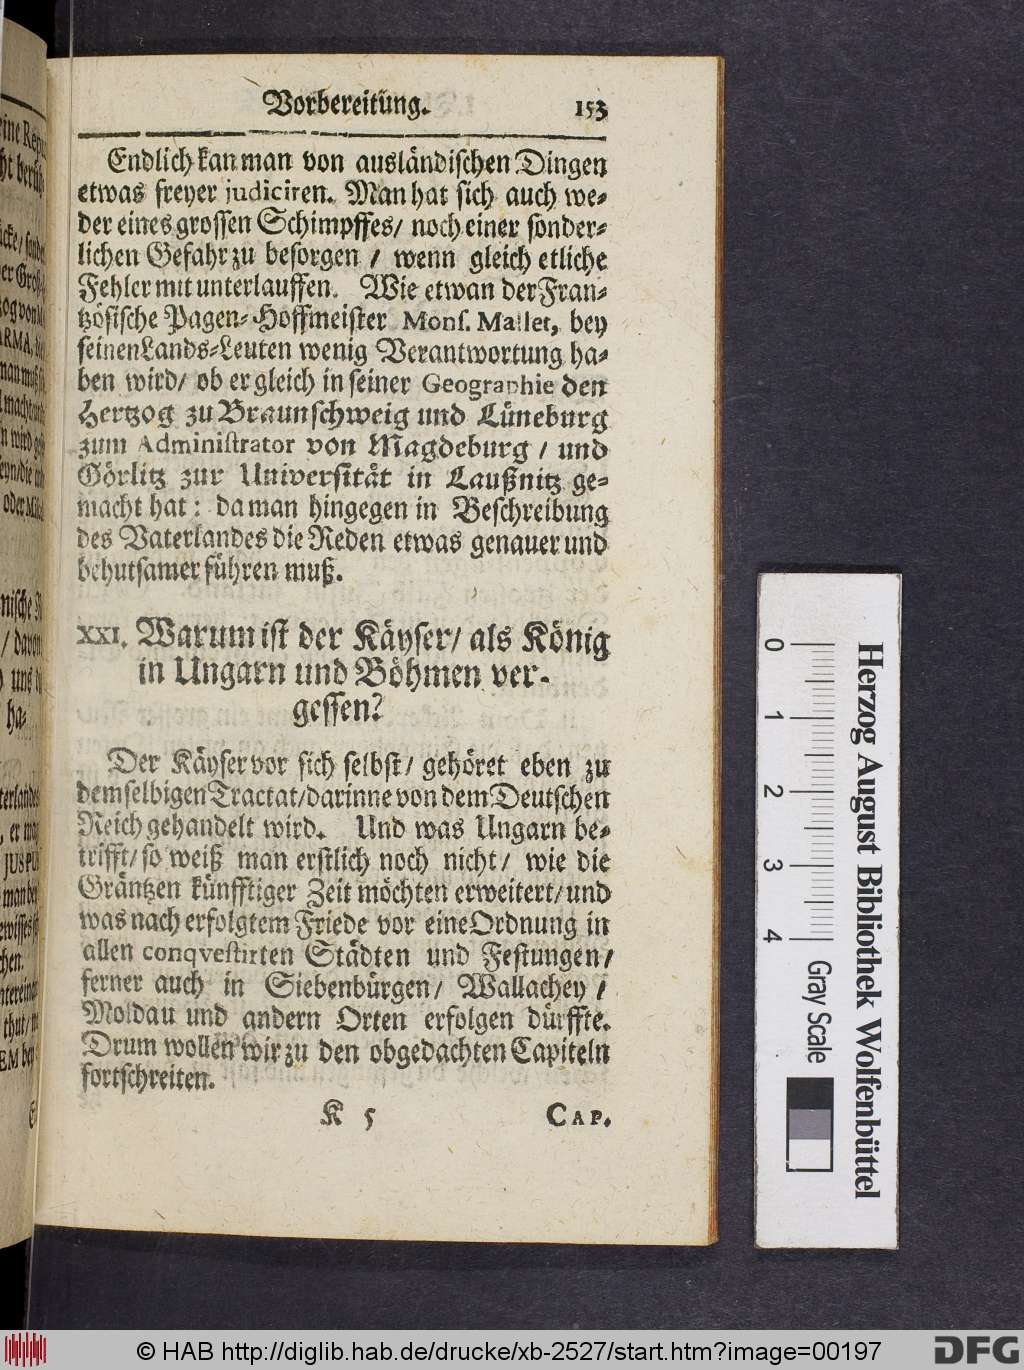 Vorbereitung. 153
Endlich kan man von ausländischen Dingen
etwas freyer judiciren. Man hat sich auch we-
der eines grossen Schimpffes/ noch einer sonder-
lichen Gefahr zu besorgen / wenn gleich etliche
Fehler mit unterlauffen. Wie etwan der Fran-
tzösische Pagen-Hoffmeister Mons. Mallet, bey
seinen Lands-Leuten wenig Verantwortung ha-
ben wird/ ob er gleich in seiner Geographie den
Hertzog zu Braunschweig und Lüneburg
zum Administrator von Magdeburg / und
Görlitz zur Universität in Laußnitz ge-
macht hat: da man hingegen in Beschreibung
des Vaterlandes die Reden etwas genauer und
behutsamer führen muß.
XXI. Warum ist der Käyser/ als König
in Ungarn und Böhmen ver-
gessen?
Der Käyser vor sich selbst/ gehöret eben zu
demselbigen Tractat/darinne von dem Deutschen
Reich gehandelt wird. Und was Ungarn be-
trifft/ so weiß man erstlich noch nicht/ wie die
Gräntzen künfftiger Zeit möchten erweitert/ und
was nach erfolgtem Friede vor eine Ordnung in
allen conqvestirten Städten und Festungen/
ferner auch in Siebenbürgen/ Wallachey /
Moldau und andern Orten erfolgen dürffte.
Drum wollen wir zu den obgedachten Capiteln
fortschreiten.
K 5 CAP.
0 1 2 3 4 Gray Scale
Herzog August Bibliothek Wolfenbüttel
© HAB http://diglib.hab.de/drucke/xb-2527/start.htm?image=00197
DFG